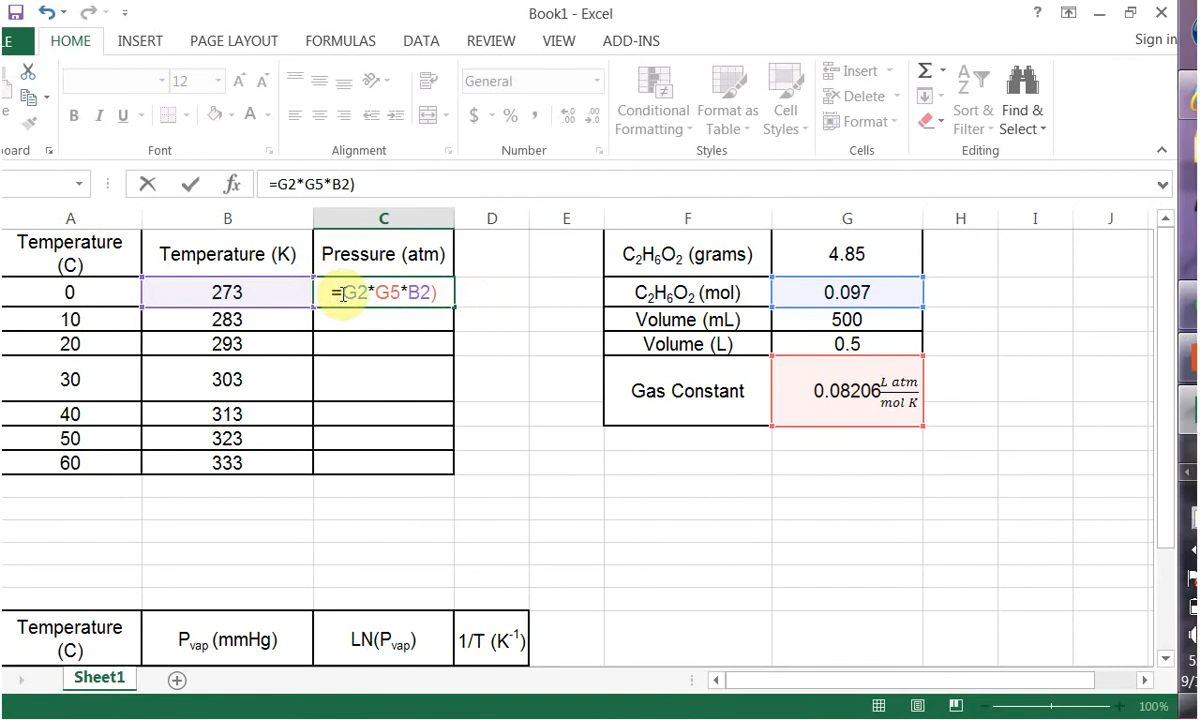 Book1 - Excel
LE HOME INSERT PAGE LAYOUT FORMULAS DATA REVIEW VIEW ADD-INS Sign in
12 General Insert
Conditional Format as Cell Delete Sort & Find &
Formatting Table Styles Format Filter Select
board Font Alignment Number Styles Cells Editing
=G2*G5*B2)
A B C D E F G H I J
Temperature (C) Temperature (K) Pressure (atm) C₂H₆O₂ (grams) 4.85
0 273 =G2*G5*B2) C₂H₆O₂ (mol) 0.097
10 283 Volume (mL) 500
20 293 Volume (L) 0.5
30 303 Gas Constant 0.08206 L atm / mol K
40 313
50 323
60 333
Temperature (C) Pvap (mmHg) LN(Pvap) 1/T (K⁻¹)
Sheet1
100%